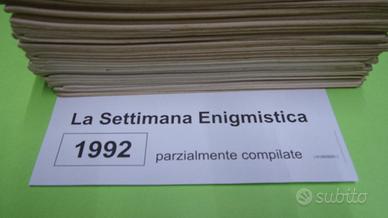 La Settimana Enigmistica
1992 parzialmente compilate
subito